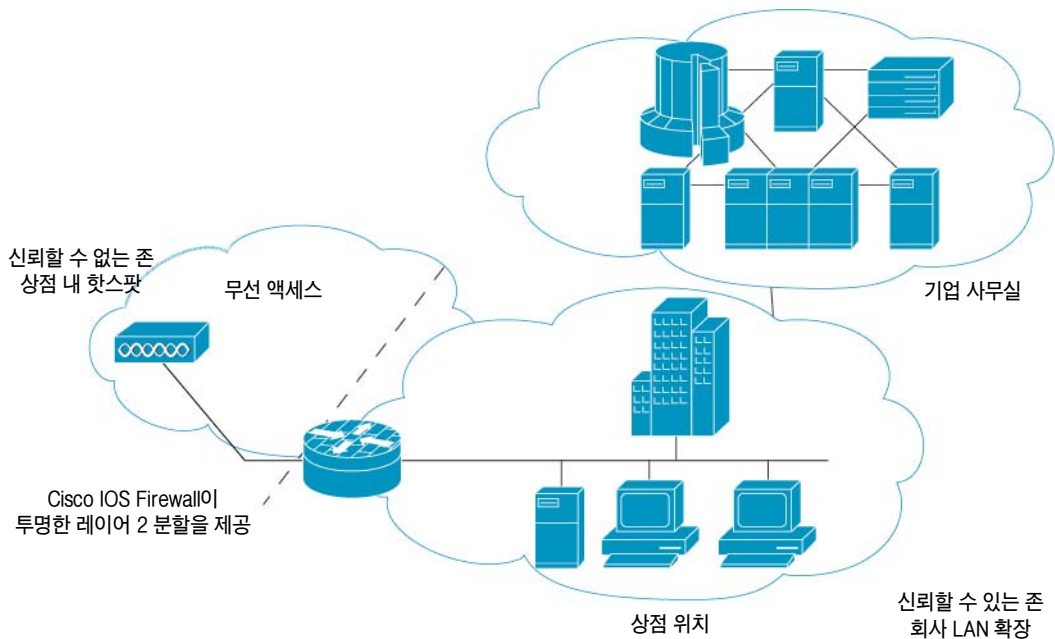 신뢰할 수 없는 존
상점 내 핫스팟
무선 액세스
기업 사무실
Cisco IOS Firewall이
투명한 레이어 2 분할을 제공
상점 위치
신뢰할 수 있는 존
회사 LAN 확장